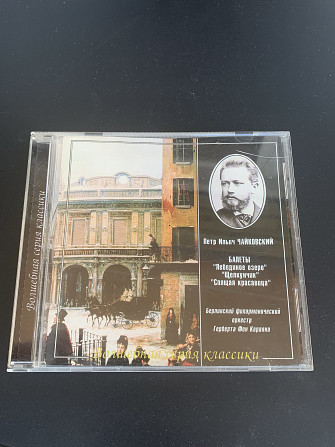 Волшебная серия классики
Петр Ильич ЧАЙКОВСКИЙ
БАЛЕТЫ
"Лебединое озеро"
"Щелкунчик"
"Спящая красавица"
Берлинский филармонический
оркестр
Герберта Фон Караяна
Волшебная серия классики